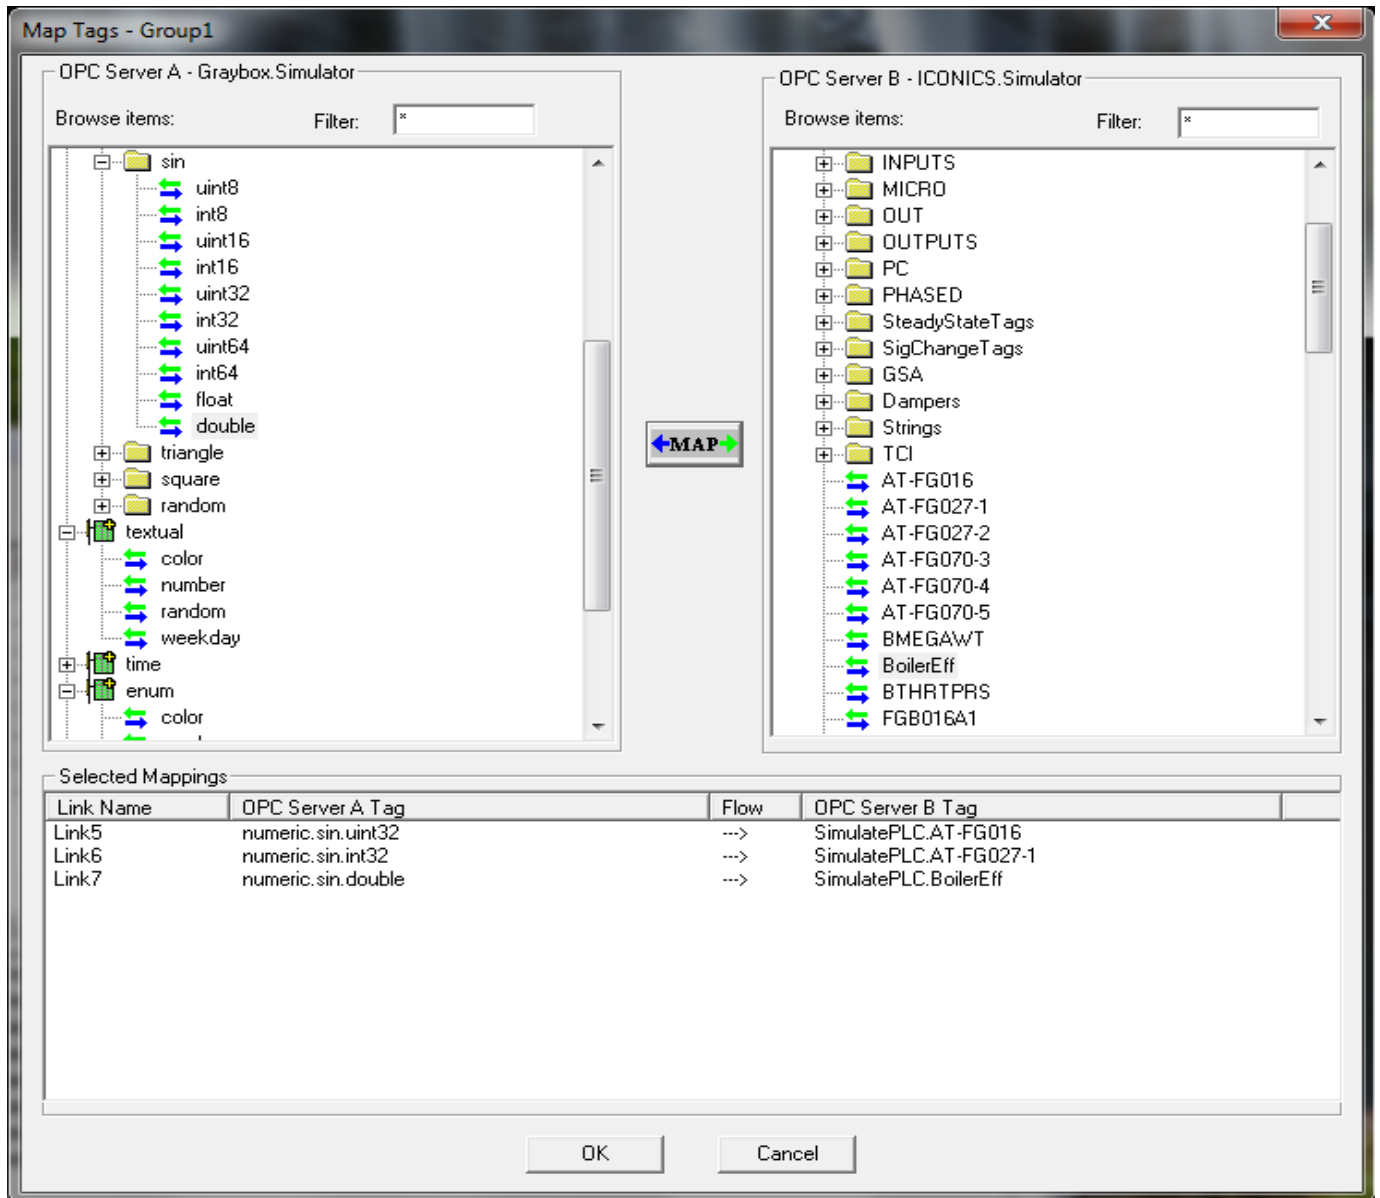 Map Tags - Group1
OPC Server A - Graybox.Simulator
Browse items:
Filter:
*
sin
uint8
int8
uint16
int16
uint32
int32
uint64
int64
float
double
triangle
square
random
textual
color
number
random
weekday
time
enum
color
MAP
OPC Server B - ICONICS.Simulator
Browse items:
Filter:
*
INPUTS
MICRO
OUT
OUTPUTS
PC
PHASED
SteadyStateTags
SigChangeTags
GSA
Dampers
Strings
TCI
AT-FG016
AT-FG027-1
AT-FG027-2
AT-FG070-3
AT-FG070-4
AT-FG070-5
BMEGAWT
BoilerEff
BTHRTPRS
FGB016A1
Selected Mappings
Link Name OPC Server A Tag Flow OPC Server B Tag
Link5 numeric.sin.uint32 ---> SimulatePLC.AT-FG016
Link6 numeric.sin.int32 ---> SimulatePLC.AT-FG027-1
Link7 numeric.sin.double ---> SimulatePLC.BoilerEff
OK Cancel